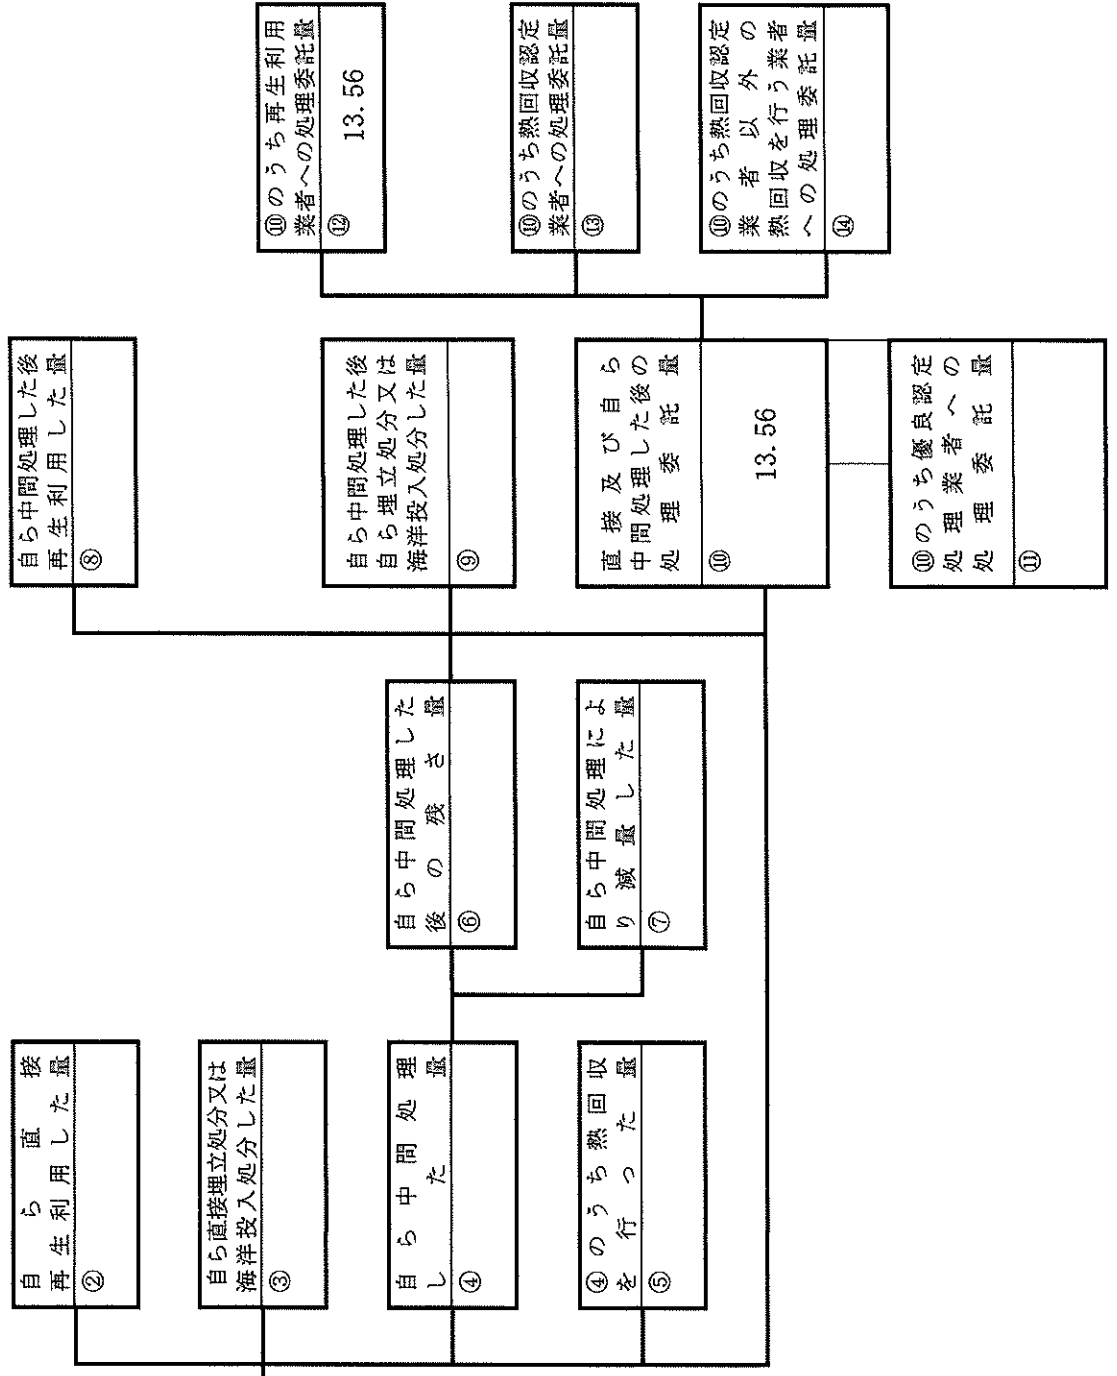 自ら直接
再生利用した量
②
自ら直接埋立処分又は
海洋投入処分した量
③
自ら中間処理
した量
④
④のうち熱回収
を行った量
⑤
自ら中間処理した
後の残さ量
⑥
自ら中間処理によ
り減量した量
⑦
自ら中間処理した後
再生利用した量
⑧
自ら中間処理した後
自ら埋立処分又は
海洋投入処分した量
⑨
直接及び自ら
中間処理した後の
処理委託量
⑩
13.56
⑩のうち優良認定
処理業者への
処理委託量
⑪
⑩のうち再生利用
業者への処理委託量
⑫
13.56
⑩のうち熱回収認定
業者への処理委託量
⑬
⑩のうち熱回収認定
業者以外の
熱回収を行う業者
への処理委託量
⑭